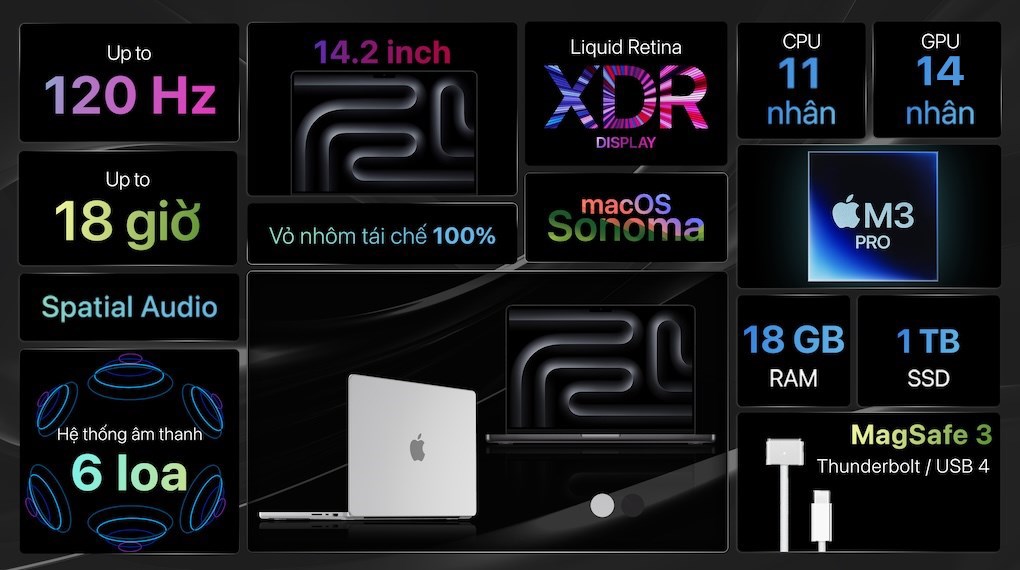 Up to
120 Hz
Up to
18 giờ
Spatial Audio
Hệ thống âm thanh
6 loa
14.2 inch
Vỏ nhôm tái chế 100%
Liquid Retina
XDR
DISPLAY
macOS
Sonoma
CPU
11
nhân
GPU
14
nhân
M3
PRO
18 GB
RAM
1 TB
SSD
MagSafe 3
Thunderbolt / USB 4